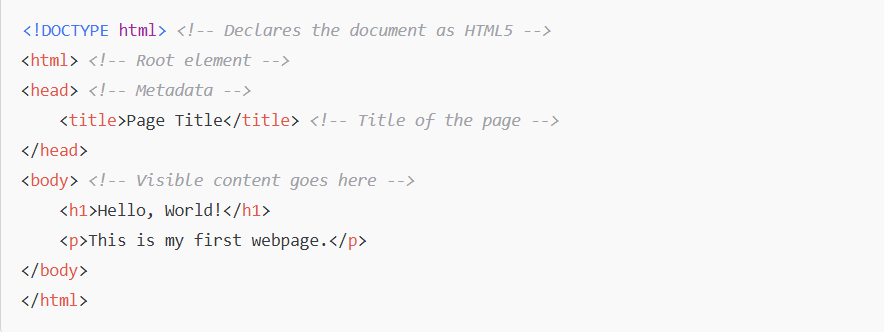 <!DOCTYPE html> <!-- Declares the document as HTML5 -->
<html> <!-- Root element -->
<head> <!-- Metadata -->
    <title>Page Title</title> <!-- Title of the page -->
</head>
<body> <!-- Visible content goes here -->
    <h1>Hello, World!</h1>
    <p>This is my first webpage.</p>
</body>
</html>